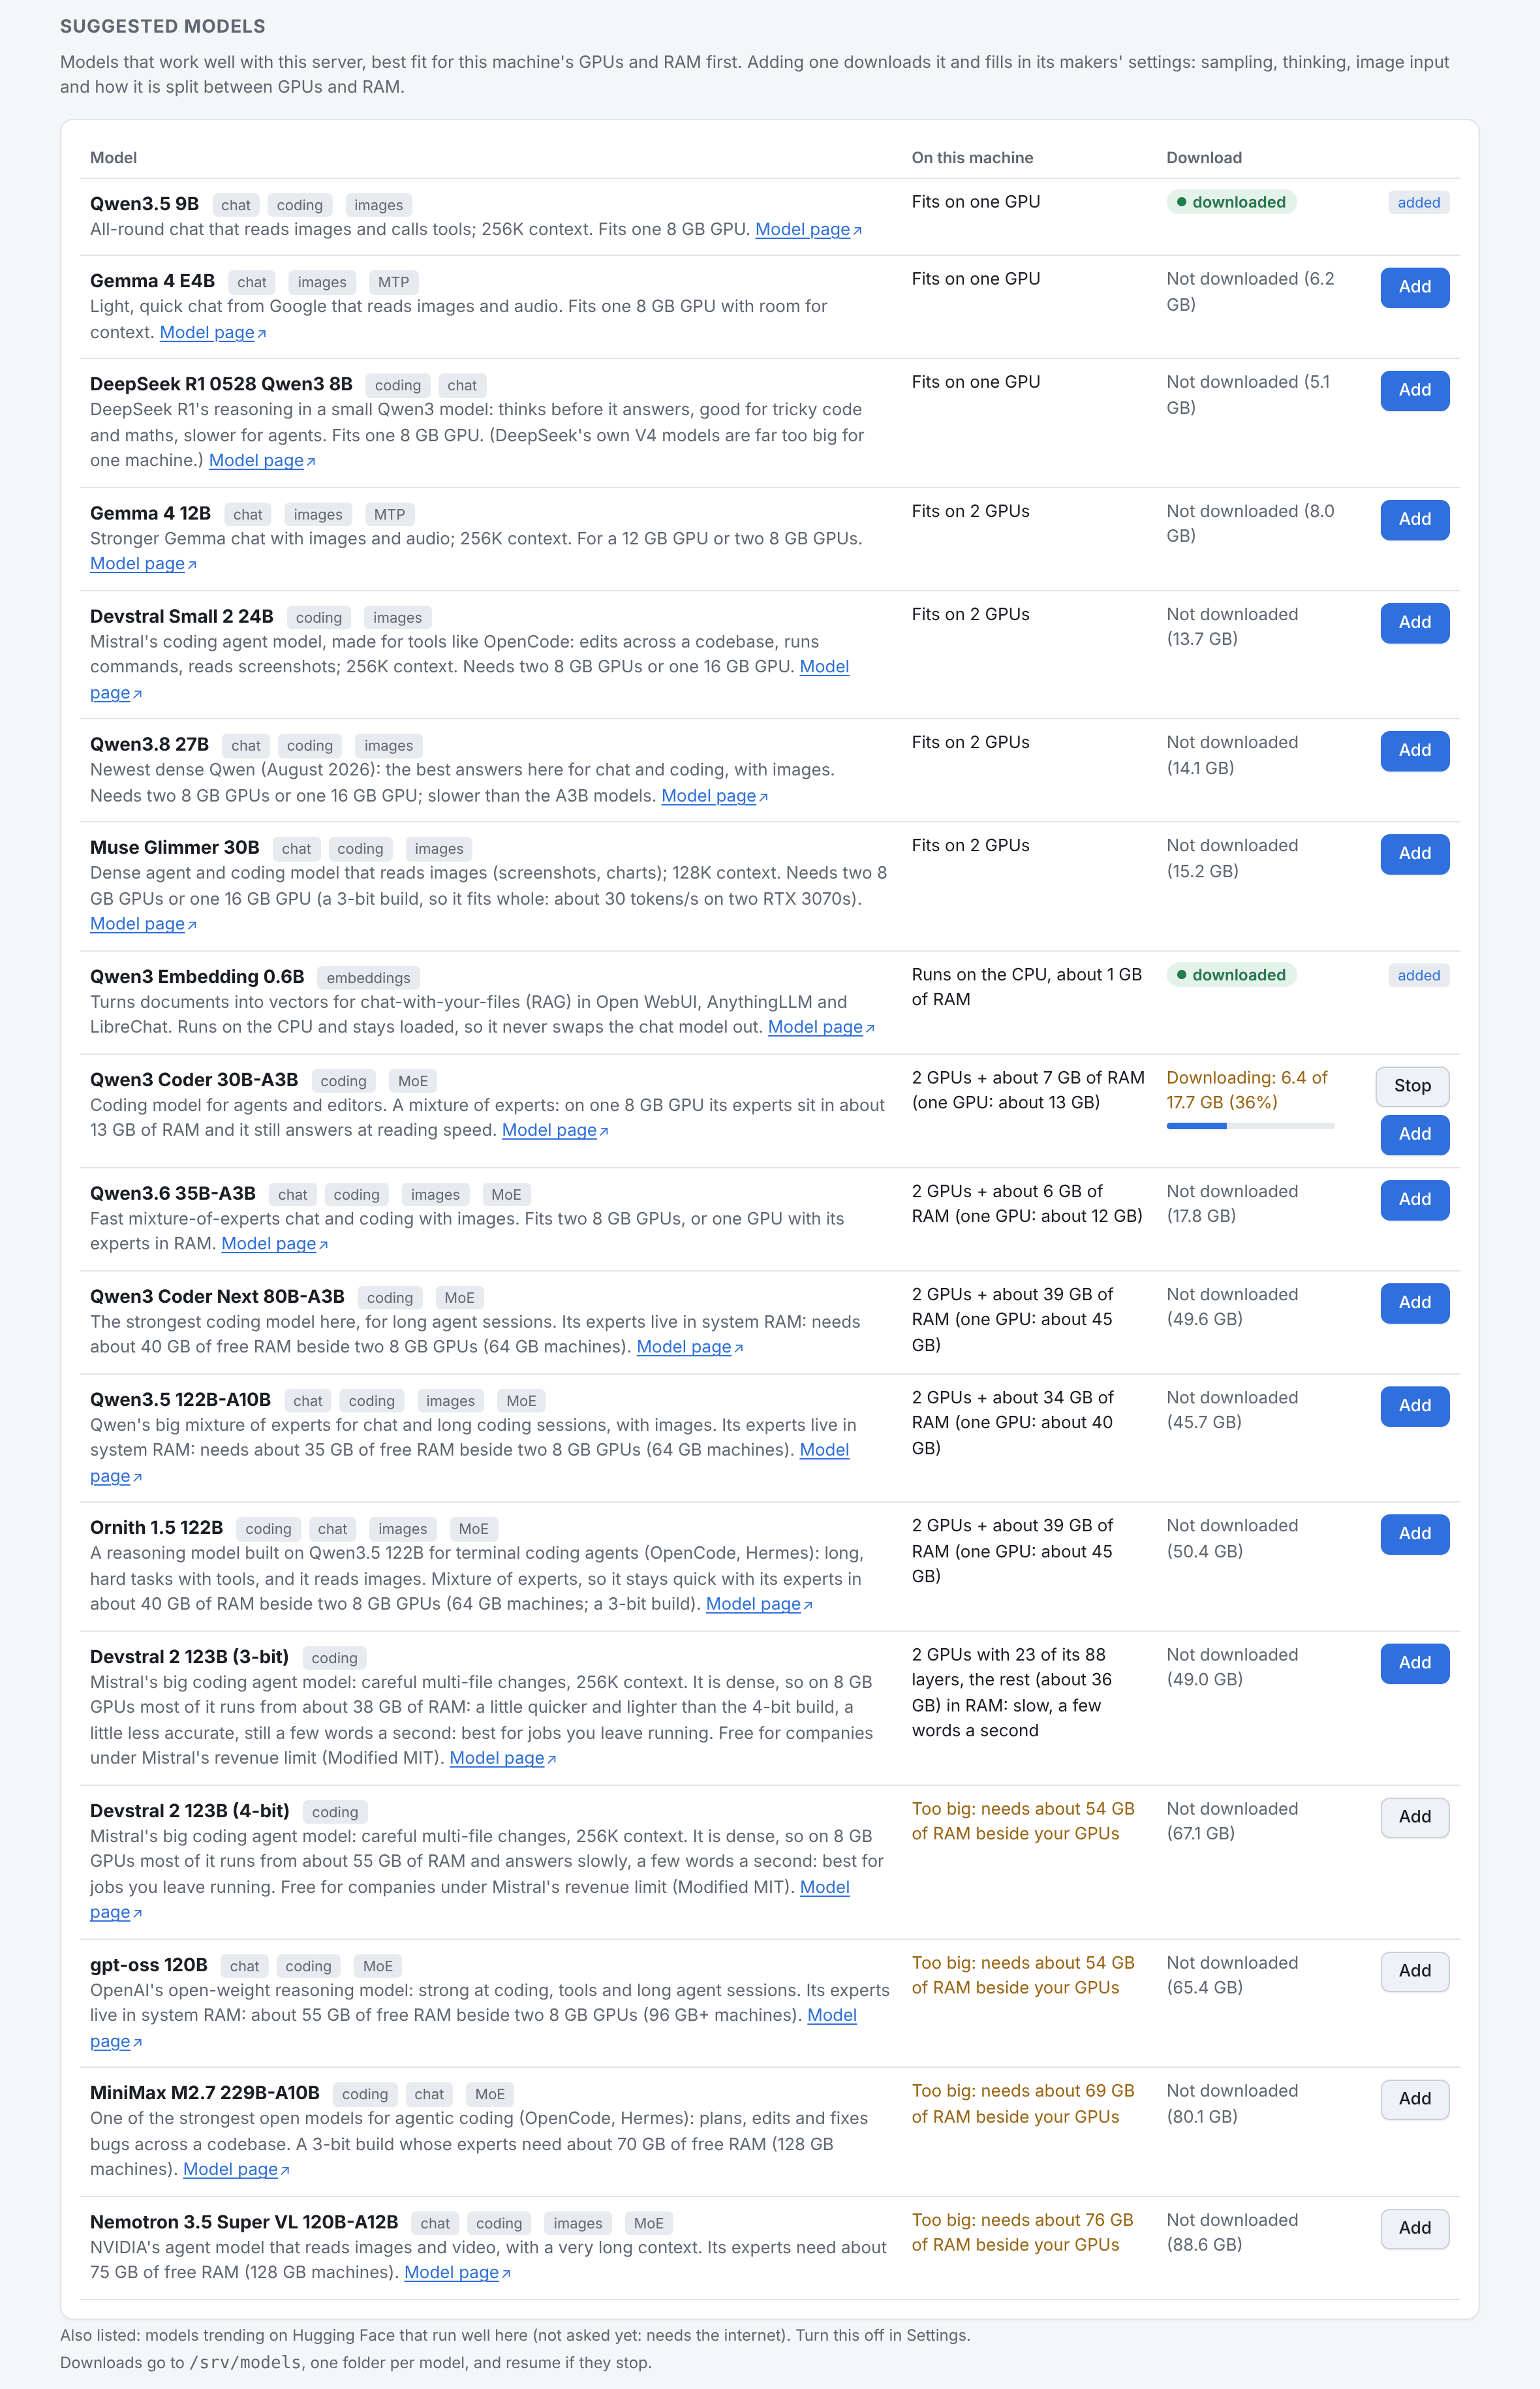 SUGGESTED MODELS
Models that work well with this server, best fit for this machine's GPUs and RAM first. Adding one downloads it and fills in its makers' settings: sampling, thinking, image input
and how it is split between GPUs and RAM.
Model On this machine Download
Qwen3.5 9B chat coding images Fits on one GPU downloaded added
All-round chat that reads images and calls tools; 256K context. Fits one 8 GB GPU. Model page↗
Gemma 4 E4B chat images MTP Fits on one GPU Not downloaded (6.2 Add
Light, quick chat from Google that reads images and audio. Fits one 8 GB GPU with room for GB)
context. Model page↗
DeepSeek R1 0528 Qwen3 8B coding chat Fits on one GPU Not downloaded (5.1 Add
DeepSeek R1's reasoning in a small Qwen3 model: thinks before it answers, good for tricky code GB)
and maths, slower for agents. Fits one 8 GB GPU. (DeepSeek's own V4 models are far too big for
one machine.) Model page↗
Gemma 4 12B chat images MTP Fits on 2 GPUs Not downloaded (8.0 Add
Stronger Gemma chat with images and audio; 256K context. For a 12 GB GPU or two 8 GB GPUs. GB)
Model page↗
Devstral Small 2 24B coding images Fits on 2 GPUs Not downloaded Add
Mistral's coding agent model, made for tools like OpenCode: edits across a codebase, runs (13.7 GB)
commands, reads screenshots; 256K context. Needs two 8 GB GPUs or one 16 GB GPU. Model
page↗
Qwen3.8 27B chat coding images Fits on 2 GPUs Not downloaded Add
Newest dense Qwen (August 2026): the best answers here for chat and coding, with images. (14.1 GB)
Needs two 8 GB GPUs or one 16 GB GPU; slower than the A3B models. Model page↗
Muse Glimmer 30B chat coding images Fits on 2 GPUs Not downloaded Add
Dense agent and coding model that reads images (screenshots, charts); 128K context. Needs two 8 (15.2 GB)
GB GPUs or one 16 GB GPU (a 3-bit build, so it fits whole: about 30 tokens/s on two RTX 3070s).
Model page↗
Qwen3 Embedding 0.6B embeddings Runs on the CPU, about 1 GB downloaded added
Turns documents into vectors for chat-with-your-files (RAG) in Open WebUI, AnythingLLM and of RAM
LibreChat. Runs on the CPU and stays loaded, so it never swaps the chat model out. Model page↗
Qwen3 Coder 30B-A3B coding MoE 2 GPUs + about 7 GB of RAM Downloading: 6.4 of Stop
Coding model for agents and editors. A mixture of experts: on one 8 GB GPU its experts sit in about (one GPU: about 13 GB) 17.7 GB (36%)
13 GB of RAM and it still answers at reading speed. Model page↗ Add
Qwen3.6 35B-A3B chat coding images MoE 2 GPUs + about 6 GB of Not downloaded Add
Fast mixture-of-experts chat and coding with images. Fits two 8 GB GPUs, or one GPU with its RAM (one GPU: about 12 GB) (17.8 GB)
experts in RAM. Model page↗
Qwen3 Coder Next 80B-A3B coding MoE 2 GPUs + about 39 GB of Not downloaded Add
The strongest coding model here, for long agent sessions. Its experts live in system RAM: needs RAM (one GPU: about 45 (49.6 GB)
about 40 GB of free RAM beside two 8 GB GPUs (64 GB machines). Model page↗ GB)
Qwen3.5 122B-A10B chat coding images MoE 2 GPUs + about 34 GB of Not downloaded Add
Qwen's big mixture of experts for chat and long coding sessions, with images. Its experts live in RAM (one GPU: about 40 (45.7 GB)
system RAM: needs about 35 GB of free RAM beside two 8 GB GPUs (64 GB machines). Model GB)
page↗
Ornith 1.5 122B coding chat images MoE 2 GPUs + about 39 GB of Not downloaded Add
A reasoning model built on Qwen3.5 122B for terminal coding agents (OpenCode, Hermes): long, RAM (one GPU: about 45 (50.4 GB)
hard tasks with tools, and it reads images. Mixture of experts, so it stays quick with its experts in GB)
about 40 GB of RAM beside two 8 GB GPUs (64 GB machines; a 3-bit build). Model page↗
Devstral 2 123B (3-bit) coding 2 GPUs with 23 of its 88 Not downloaded Add
Mistral's big coding agent model: careful multi-file changes, 256K context. It is dense, so on 8 GB layers, the rest (about 36 (49.0 GB)
GPUs most of it runs from about 38 GB of RAM: a little quicker and lighter than the 4-bit build, a GB) in RAM: slow, a few
little less accurate, still a few words a second: best for jobs you leave running. Free for companies words a second
under Mistral's revenue limit (Modified MIT). Model page↗
Devstral 2 123B (4-bit) coding Too big: needs about 54 GB Not downloaded Add
Mistral's big coding agent model: careful multi-file changes, 256K context. It is dense, so on 8 GB of RAM beside your GPUs (67.1 GB)
GPUs most of it runs from about 55 GB of RAM and answers slowly, a few words a second: best for
jobs you leave running. Free for companies under Mistral's revenue limit (Modified MIT). Model
page↗
gpt-oss 120B chat coding MoE Too big: needs about 54 GB Not downloaded Add
OpenAI's open-weight reasoning model: strong at coding, tools and long agent sessions. Its experts of RAM beside your GPUs (65.4 GB)
live in system RAM: about 55 GB of free RAM beside two 8 GB GPUs (96 GB+ machines). Model
page↗
MiniMax M2.7 229B-A10B coding chat MoE Too big: needs about 69 GB Not downloaded Add
One of the strongest open models for agentic coding (OpenCode, Hermes): plans, edits and fixes of RAM beside your GPUs (80.1 GB)
bugs across a codebase. A 3-bit build whose experts need about 70 GB of free RAM (128 GB
machines). Model page↗
Nemotron 3.5 Super VL 120B-A12B chat coding images MoE Too big: needs about 76 GB Not downloaded Add
NVIDIA's agent model that reads images and video, with a very long context. Its experts need about of RAM beside your GPUs (88.6 GB)
75 GB of free RAM (128 GB machines). Model page↗
Also listed: models trending on Hugging Face that run well here (not asked yet: needs the internet). Turn this off in Settings.
Downloads go to /srv/models, one folder per model, and resume if they stop.